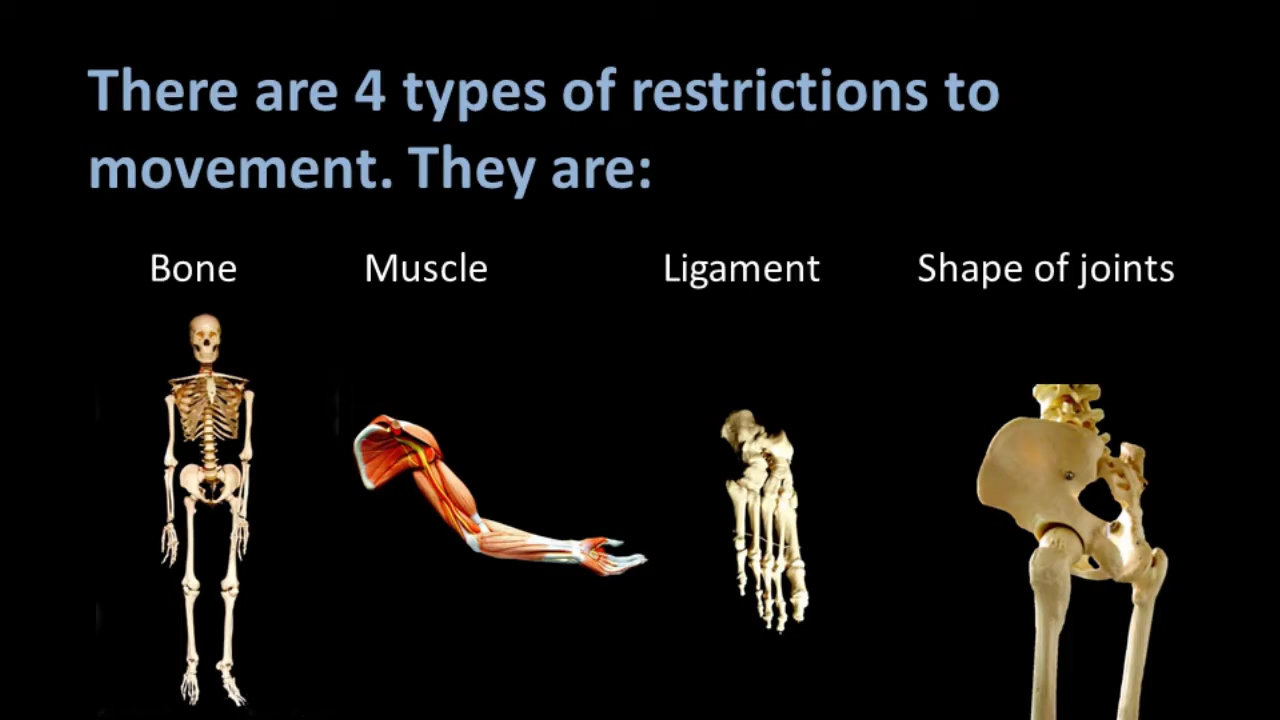 There are 4 types of restrictions to
movement. They are:
Bone Muscle Ligament Shape of joints